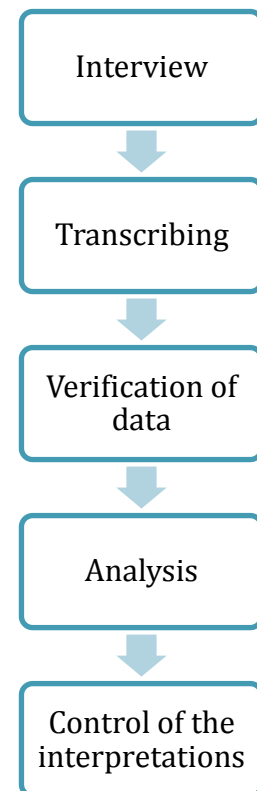 Interview
Transcribing
Verification of
data
Analysis
Control of the
interpretations